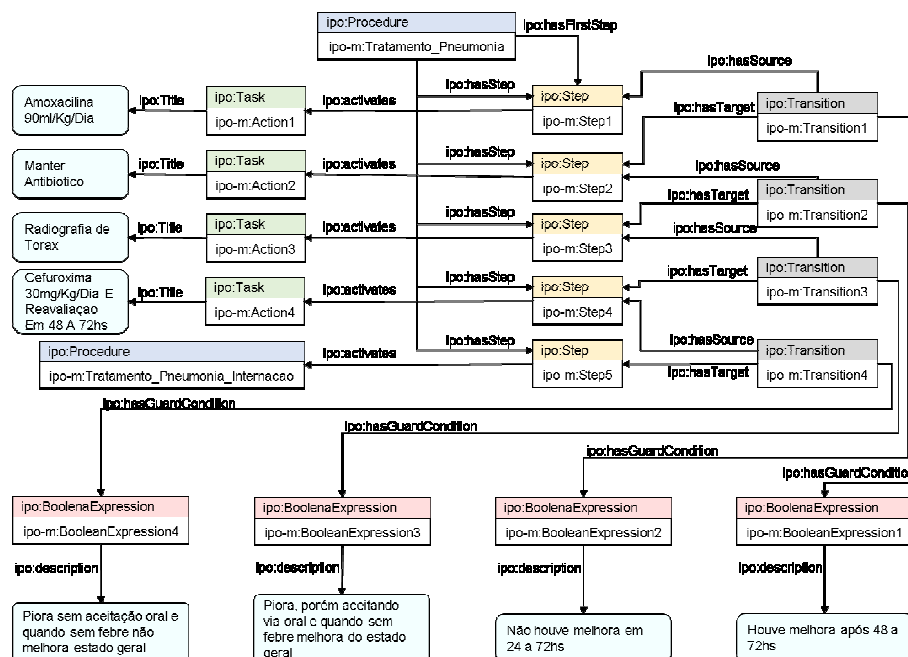 ipo:Procedure
ipo-m:Tratamento_Pneumonia
ipo:hasFirstStep
ipo:hasSource
Amoxacilina
90ml/Kg/Dia
ipo:Title
ipo:Task
ipo-m:Action1
ipo:activates
ipo:hasStep
ipo:Step
ipo-m:Step1
ipo:hasTarget
ipo:Transition
ipo-m:Transition1
Manter
Antibiotico
ipo:Title
ipo:Task
ipo-m:Action2
ipo:activates
ipo:hasStep
ipo:Step
ipo-m:Step2
ipo:hasSource
ipo:hasTarget
ipo:Transition
ipo-m:Transition2
Radiografia de
Torax
ipo:Title
ipo:Task
ipo-m:Action3
ipo:activates
ipo:hasStep
ipo:Step
ipo-m:Step3
ipo:hasSource
ipo:hasTarget
ipo:Transition
ipo-m:Transition3
Cefuroxima
30mg/Kg/Dia E
Reavaliaçao
Em 48 A 72hs
ipo:Title
ipo:Task
ipo-m:Action4
ipo:activates
ipo:hasStep
ipo:Step
ipo-m:Step4
ipo:hasSource
ipo:hasTarget
ipo:Transition
ipo-m:Transition4
ipo:Procedure
ipo-m:Tratamento_Pneumonia_Internacao
ipo:activates
ipo:hasStep
ipo:Step
ipo-m:Step5
ipo:hasGuardCondition
ipo:hasGuardCondition
ipo:hasGuardCondition
ipo:hasGuardConditio
ipo:BoolenaExpression
ipo-m:BooleanExpression4
ipo:BoolenaExpression
ipo-m:BooleanExpression3
ipo:BoolenaExpression
ipo-m:BooleanExpression2
ipo:BoolenaExpression
ipo-m:BooleanExpression1
ipo:description
ipo:description
ipo:description
ipo:description
Piora sem aceitação oral e
quando sem febre não
melhora estado geral
Piora, porém aceitando
via oral e quando sem
febre melhora do estado
geral
Não houve melhora em
24 a 72hs
Houve melhora após 48 a
72hs